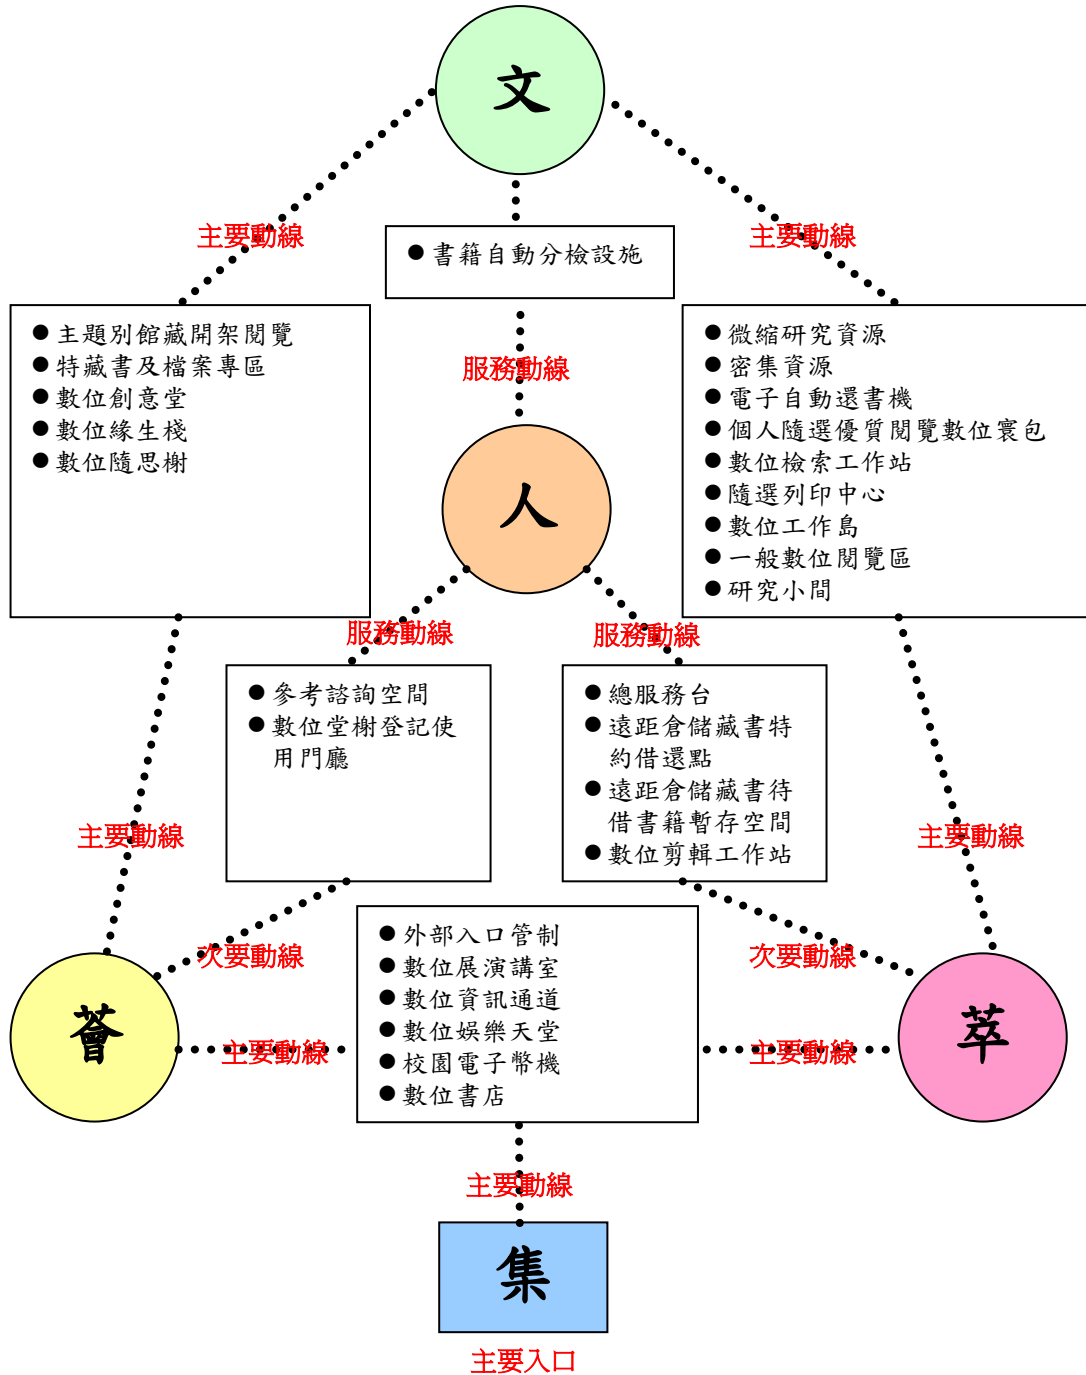 文
主要動線
主要動線
● 書籍自動分檢設施
服務動線
● 主題別館藏開架閱覽
● 特藏書及檔案專區
● 數位創意堂
● 數位緣生棧
● 數位隨思榭
● 微縮研究資源
● 密集資源
● 電子自動還書機
● 個人隨選優質閱覽數位寰包
● 數位檢索工作站
● 隨選列印中心
● 數位工作島
● 一般數位閱覽區
● 研究小間
人
服務動線
服務動線
● 參考諮詢空間
● 數位堂榭登記使
用門廳
● 總服務台
● 遠距倉儲藏書特
約借還點
● 遠距倉儲藏書待
借書籍暫存空間
● 數位剪輯工作站
主要動線
主要動線
次要動線
次要動線
● 外部入口管制
● 數位展演講室
● 數位資訊通道
● 數位娛樂天堂
● 校園電子幣機
● 數位書店
薈
主要動線
主要動線
萃
主要動線
集
主要入口